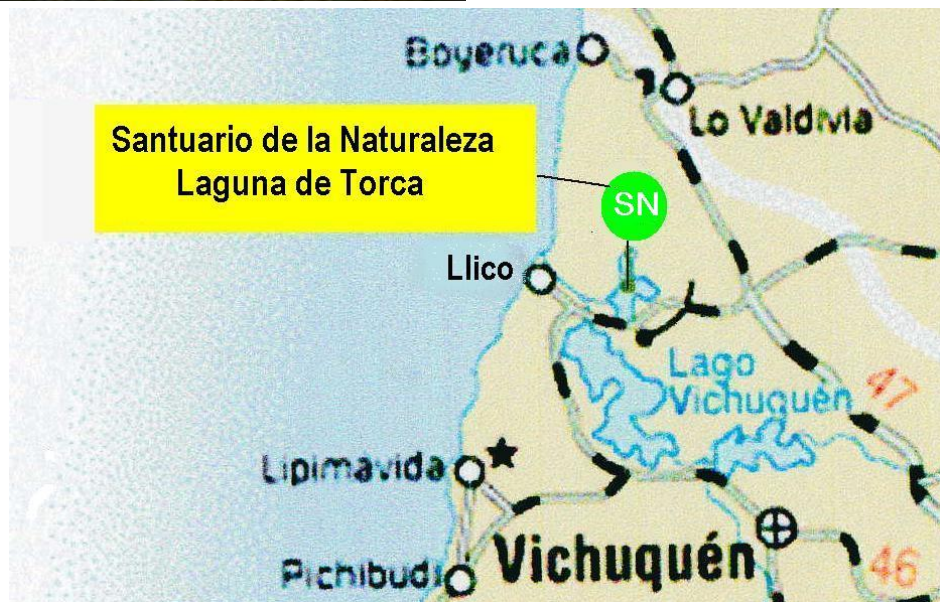 Boyeruca
Lo Valdivia
Santuario de la Naturaleza
Laguna de Torca
SN
Llico
Lago
Vichuquén
47
Lipimavida
Vichuquén
46
Pichibudi